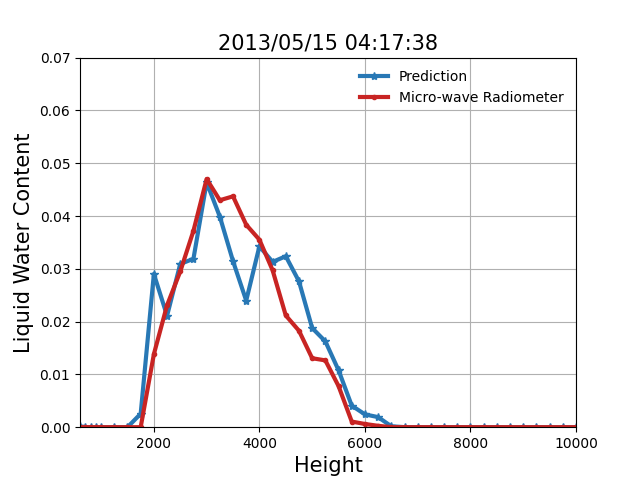 2013/05/15 04:17:38
0.07
0.06
0.05
0.04
0.03
0.02
0.01
0.00
Liquid Water Content
Prediction
Micro-wave Radiometer
2000 4000 6000 8000 10000
Height